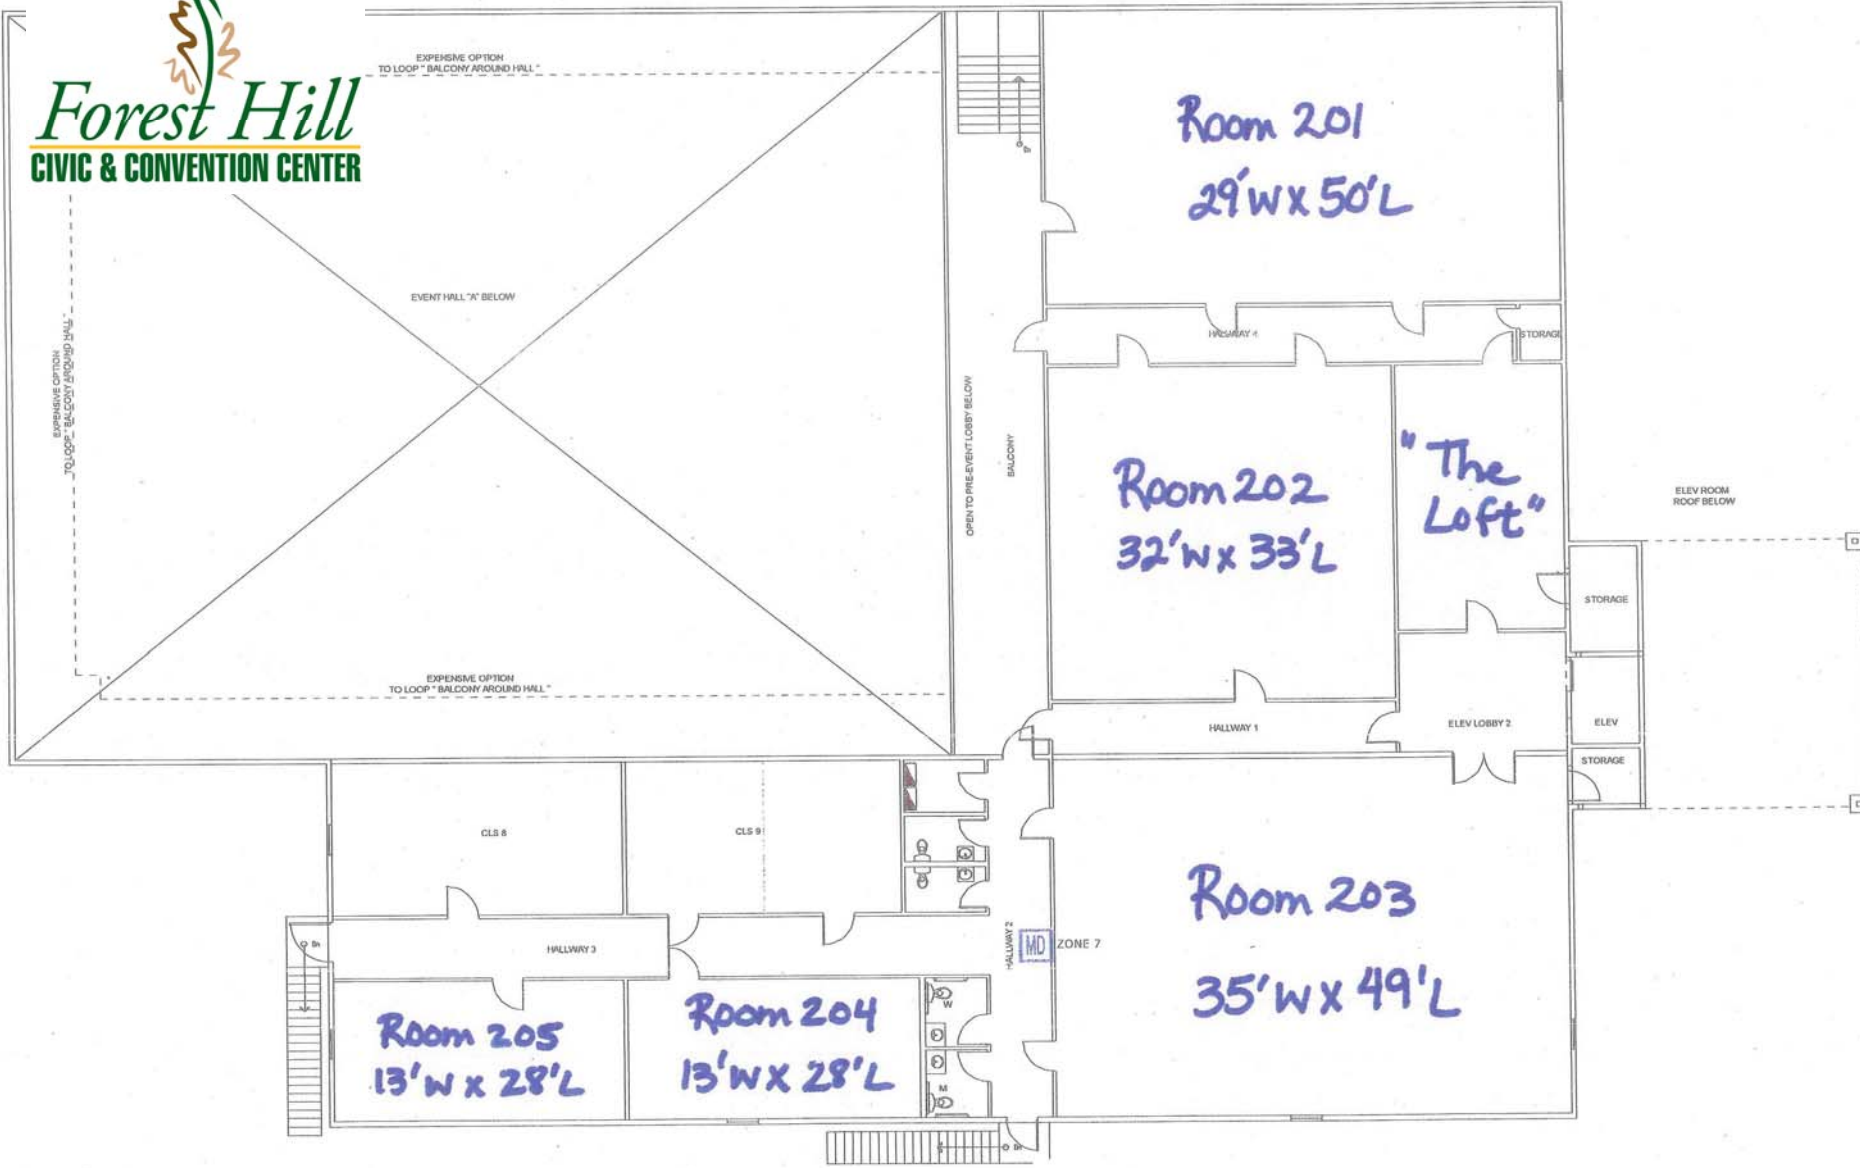 Forest Hill
CIVIC & CONVENTION CENTER
EXPENSIVE OPTION
TO LOOP " BALCONY AROUND HALL "
Room 201
29'W X 50'L
Dn
EVENT HALL "A" BELOW
EXPENSIVE OPTION
TO LOOP " BALCONY AROUND HALL "
HALLWAY 4
STORAGE
OPEN TO PRE-EVENT LOBBY BELOW
BALCONY
Room 202
32'W X 33'L
"The
Loft"
ELEV ROOM
ROOF BELOW
STORAGE
EXPENSIVE OPTION
TO LOOP " BALCONY AROUND HALL "
HALLWAY 1
ELEV LOBBY 2
ELEV
STORAGE
CLS 8
CLS 9
Room 203
35'W X 49'L
HALLWAY 2
MD
ZONE 7
Dn
HALLWAY 3
Room 205
13'W X 28'L
Room 204
13'W X 28'L
W
M
Dn